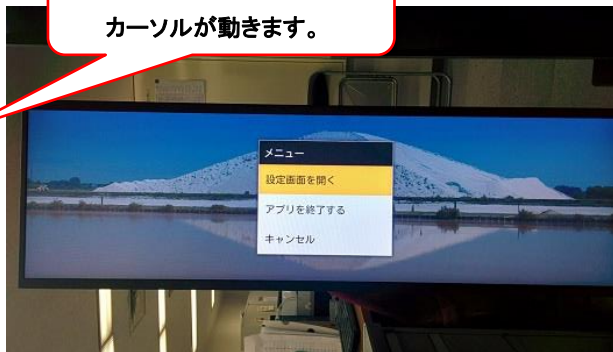 カーソルが動きます。
メニュー
設定画面を開く
アプリを終了する
キャンセル